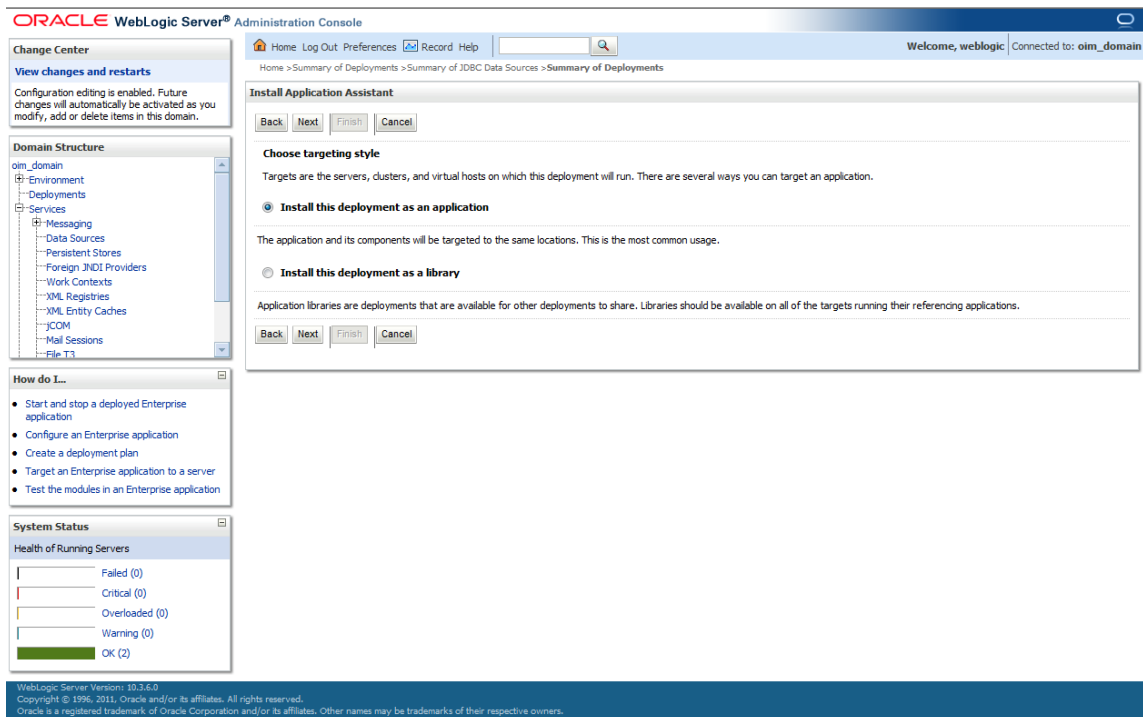 ORACLE WebLogic Server® Administration Console
Change Center
View changes and restarts
Configuration editing is enabled. Future
changes will automatically be activated as you
modify, add or delete items in this domain.
Domain Structure
oim_domain
Environment
Deployments
Services
Messaging
Data Sources
Persistent Stores
Foreign JNDI Providers
Work Contexts
XML Registries
XML Entity Caches
jCOM
Mail Sessions
File T3
How do I...
Start and stop a deployed Enterprise
application
Configure an Enterprise application
Create a deployment plan
Target an Enterprise application to a server
Test the modules in an Enterprise application
System Status
Health of Running Servers
Failed (0)
Critical (0)
Overloaded (0)
Warning (0)
OK (2)
Home Log Out Preferences Record Help
Welcome, weblogic Connected to: oim_domain
Home >Summary of Deployments >Summary of JDBC Data Sources >Summary of Deployments
Install Application Assistant
Back Next Finish Cancel
Choose targeting style
Targets are the servers, clusters, and virtual hosts on which this deployment will run. There are several ways you can target an application.
Install this deployment as an application
The application and its components will be targeted to the same locations. This is the most common usage.
Install this deployment as a library
Application libraries are deployments that are available for other deployments to share. Libraries should be available on all of the targets running their referencing applications.
Back Next Finish Cancel
WebLogic Server Version: 10.3.6.0
Copyright © 1996, 2011, Oracle and/or its affiliates. All rights reserved.
Oracle is a registered trademark of Oracle Corporation and/or its affiliates. Other names may be trademarks of their respective owners.